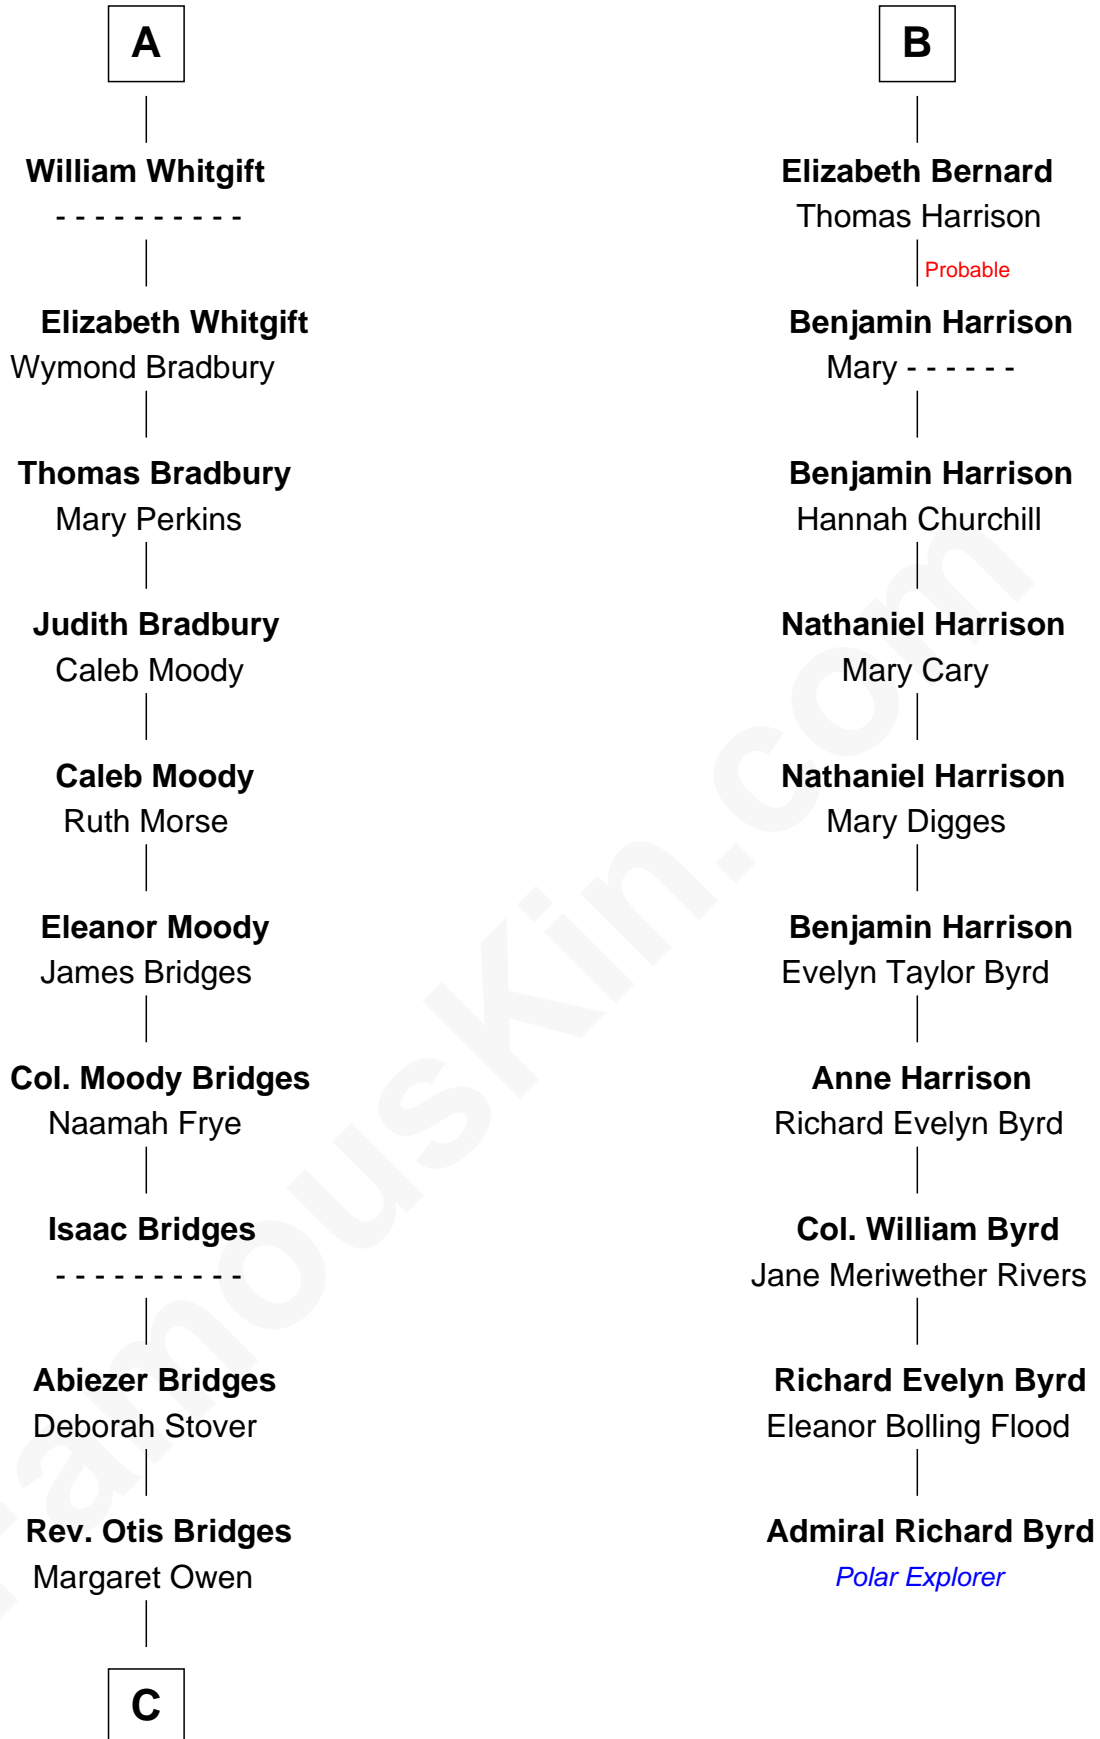 A
William Whitgift
- - - - - - - - - -
Elizabeth Whitgift
Wymond Bradbury
Thomas Bradbury
Mary Perkins
Judith Bradbury
Caleb Moody
Caleb Moody
Ruth Morse
Eleanor Moody
James Bridges
Col. Moody Bridges
Naamah Frye
Isaac Bridges
- - - - - - - - - -
Abiezer Bridges
Deborah Stover
Rev. Otis Bridges
Margaret Owen
C
B
Elizabeth Bernard
Thomas Harrison
Probable
Benjamin Harrison
Mary - - - - - -
Benjamin Harrison
Hannah Churchill
Nathaniel Harrison
Mary Cary
Nathaniel Harrison
Mary Digges
Benjamin Harrison
Evelyn Taylor Byrd
Anne Harrison
Richard Evelyn Byrd
Col. William Byrd
Jane Meriwether Rivers
Richard Evelyn Byrd
Eleanor Bolling Flood
Admiral Richard Byrd
Polar Explorer
FamousKin.com